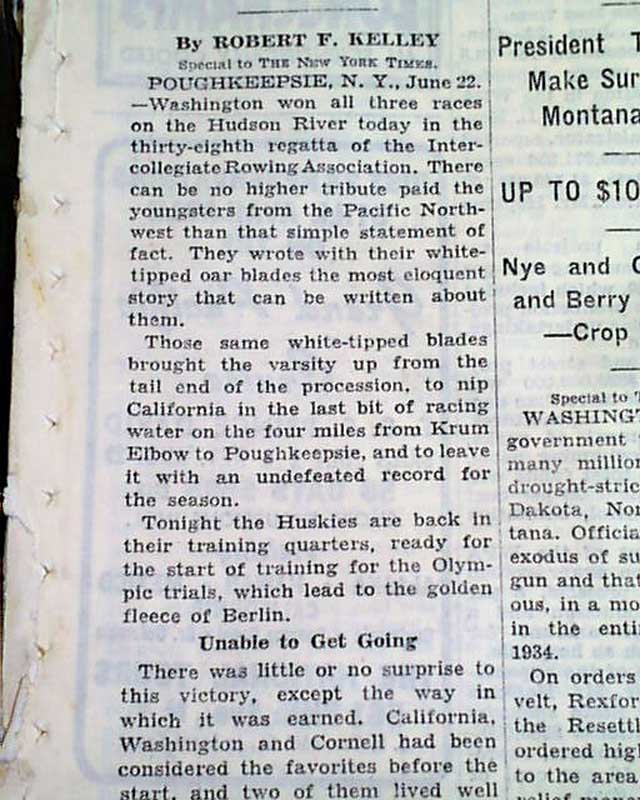 By ROBERT F. KELLEY
Special to THE NEW YORK TIMES.
POUGHKEEPSIE, N. Y., June 22.
—Washington won all three races
on the Hudson River today in the
thirty-eighth regatta of the Inter-
collegiate Rowing Association. There
can be no higher tribute paid the
youngsters from the Pacific North-
west than that simple statement of
fact. They wrote with their white-
tipped oar blades the most eloquent
story that can be written about
them.
Those same white-tipped blades
brought the varsity up from the
tail end of the procession, to nip
California in the last bit of racing
water on the four miles from Krum
Elbow to Poughkeepsie, and to leave
it with an undefeated record for
the season.
Tonight the Huskies are back in
their training quarters, ready for
the start of training for the Olym-
pic trials, which lead to the golden
fleece of Berlin.
Unable to Get Going
There was little or no surprise to
this victory, except the way in
which it was earned. California,
Washington and Cornell had been
considered the favorites before the
start, and two of them lived well
President T
Make Sur
Montana
UP TO $10
Nye and
and Berry
—Crop
Special to T
WASHINGT
government
many million
drought-stric
Dakota, Nor
tana. Officia
exodus of su
gun and that
ous, in a mo
in the enti
1934.
On orders
velt, Rexfor
the Resettl
ordered high
to the area